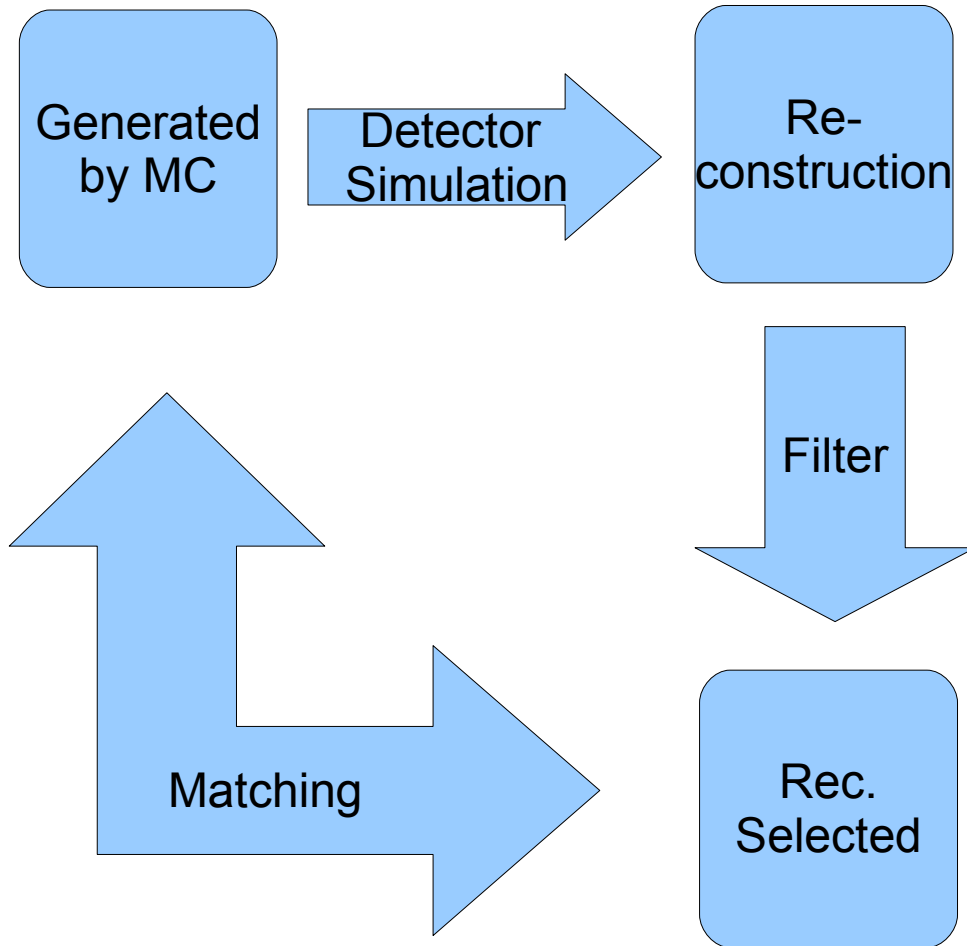 Generated
by MC
Detector
Simulation
Re-
construction
Filter
Matching
Rec.
Selected